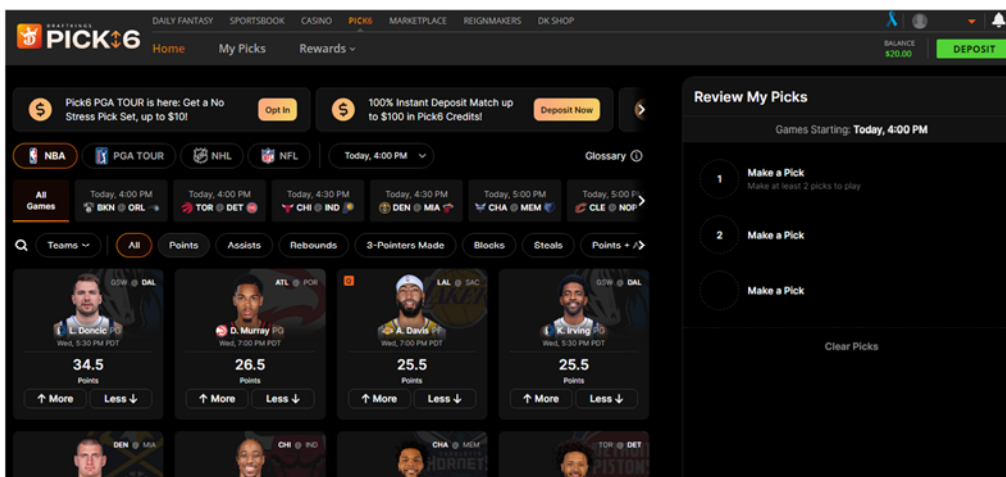 DAILY FANTASY SPORTSBOOK CASINO PICK6 MARKETPLACE REIGNMAKERS DK SHOP
DRAFTKINGS
PICK6
Home My Picks Rewards
BALANCE
$20.00
DEPOSIT
Pick6 PGA TOUR is here: Get a No
Stress Pick Set, up to $10!
Opt In
100% Instant Deposit Match up
to $100 in Pick6 Credits!
Deposit Now
NBA PGA TOUR NHL NFL Today, 4:00 PM Glossary
All
Games
Today, 4:00 PM
BKN @ ORL
Today, 4:00 PM
TOR @ DET
Today, 4:30 PM
CHI @ IND
Today, 4:30 PM
DEN @ MIA
Today, 5:00 PM
CHA @ MEM
Today, 5:00 P
CLE @ NOP
Teams All Points Assists Rebounds 3-Pointers Made Blocks Steals Points + A
GSW @ DAL
L. Doncic PG
Wed, 5:30 PM PDT
34.5
Points
More Less
ATL @ POR
D. Murray PG
Wed, 7:00 PM PDT
26.5
Points
More Less
LAL @ SAC
A. Davis PF
Wed, 7:00 PM PDT
25.5
Points
More Less
GSW @ DAL
K. Irving PG
Wed, 5:30 PM PDT
25.5
Points
More Less
DEN @ MIA
CHI @ IND
CHA @ MEM
HORNETS
TOR @ DET
PISTONS
Review My Picks
Games Starting: Today, 4:00 PM
1
Make a Pick
Make at least 2 picks to play
2
Make a Pick
Make a Pick
Clear Picks